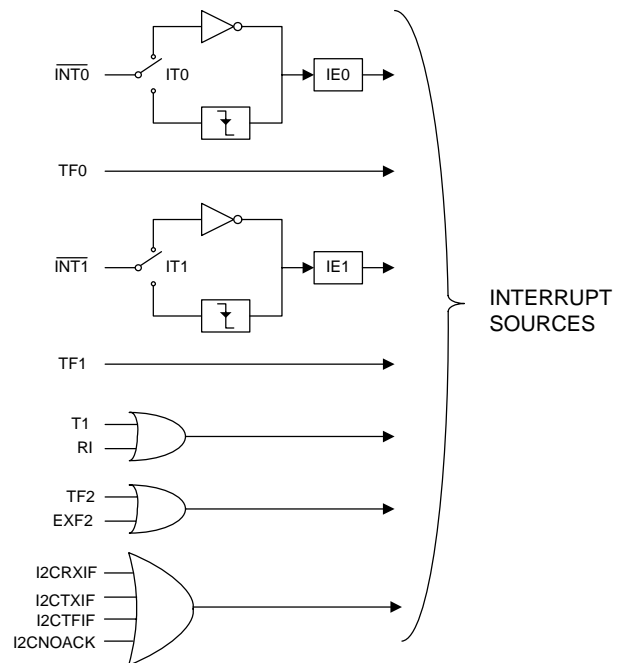 INT0
IT0
IE0
TF0
INT1
IT1
IE1
TF1
T1
RI
TF2
EXF2
I2CRXIF
I2CTXIF
I2CTFIF
I2CNOACK
INTERRUPT
SOURCES